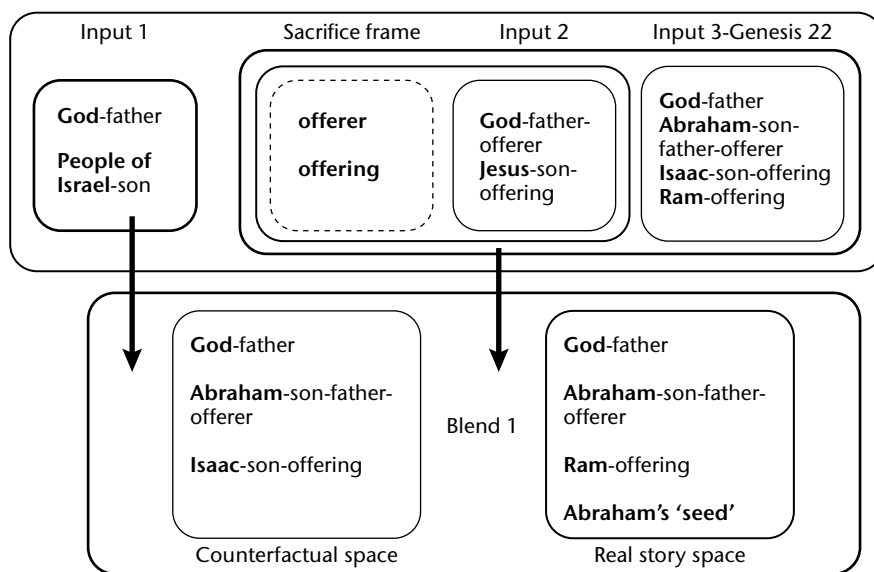 Input 1
Sacrifice frame
Input 2
Input 3-Genesis 22
God-father
People of
Israel-son
offerer
offering
God-father-
offerer
Jesus-son-
offering
God-father
Abraham-son-
father-offerer
Isaac-son-offering
Ram-offering
God-father
Abraham-son-father-
offerer
Isaac-son-offering
Counterfactual space
Blend 1
God-father
Abraham-son-father-
offerer
Ram-offering
Abraham's ‘seed’
Real story space